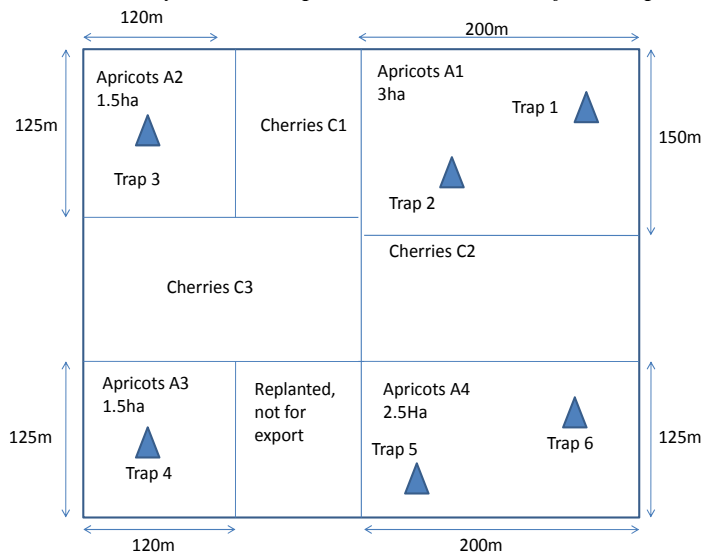 120m
200m
Apricots A2
1.5ha
Trap 3
125m
Cherries C1
Apricots A1
3ha
Trap 1
Trap 2
150m
Cherries C3
Cherries C2
Apricots A3
1.5ha
Trap 4
125m
Replanted,
not for
export
Apricots A4
2.5Ha
Trap 5
Trap 6
125m
120m
200m